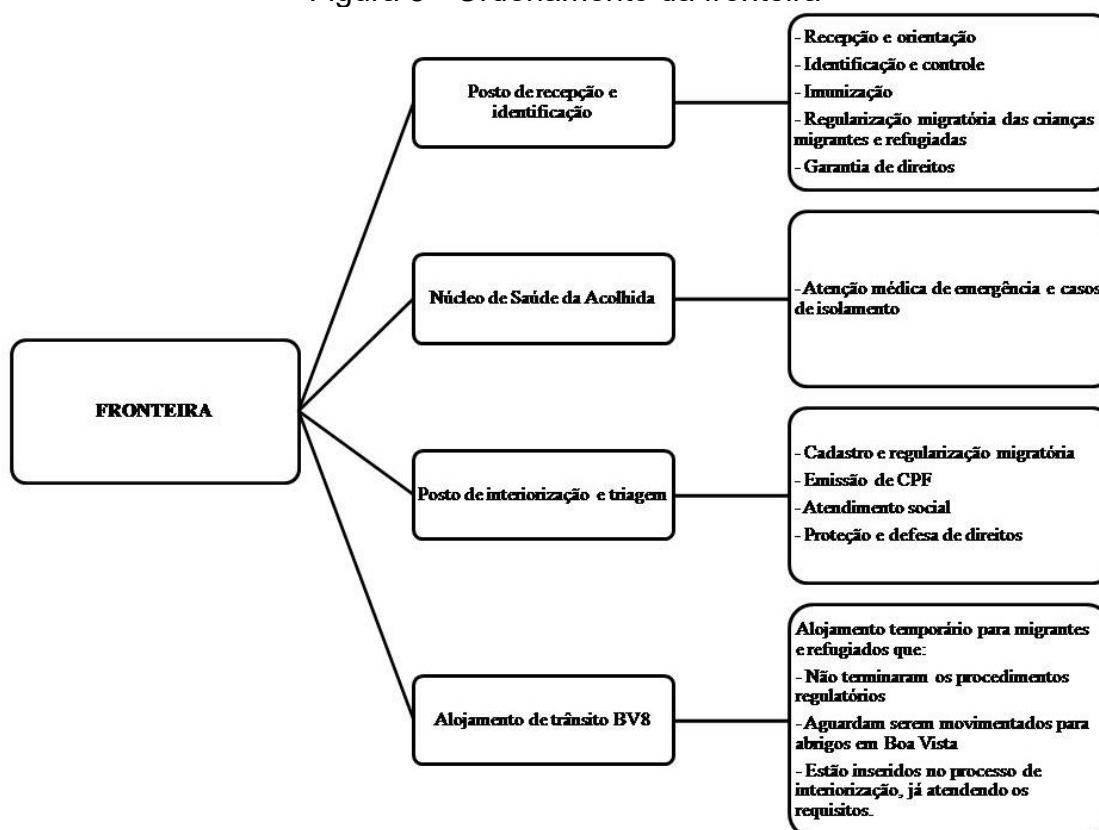 Ordenamento da fronteira
- Recepção e orientação
- Identificação e controle
- Imunização
- Regularização migratória das crianças
migrantes e refugiadas
- Garantia de direitos
Posto de recepção e
identificação
Núcleo de Saúde da Acolhida
- Atenção médica de emergência e casos
de isolamento
FRONTEIRA
Posto de interiorização e triagem
- Cadastro e regularização migratória
- Emissão de CPF
- Atendimento social
- Proteção e defesa de direitos
Alojamento de trânsito BV8
Alojamento temporário para migrantes
e refugiados que:
- Não terminaram os procedimentos
regulatórios
- Aguardam serem movimentados para
abrigos em Boa Vista
- Estão inseridos no processo de
interiorização, já atendendo os
requisitos.